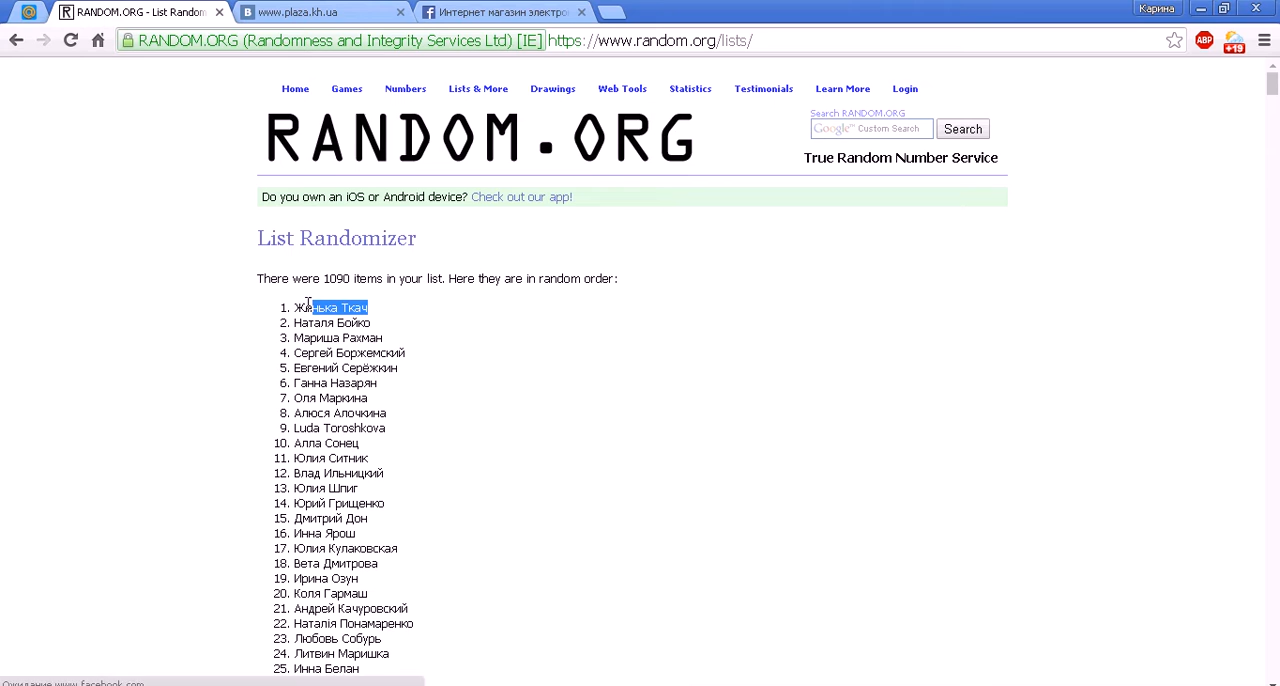 RANDOM.ORG - List Random
www.plaza.kh.ua
Интернет магазин электро
Карина
RANDOM.ORG (Randomness and Integrity Services Ltd) [IE] https://www.random.org/lists/
ABP
+19
Home Games Numbers Lists & More Drawings Web Tools Statistics Testimonials Learn More Login
RANDOM.ORG
Search RANDOM.ORG
Google™ Custom Search Search
True Random Number Service
Do you own an iOS or Android device? Check out our app!
List Randomizer
There were 1090 items in your list. Here they are in random order:
1. Женька Ткач
2. Наталя Бойко
3. Мариша Рахман
4. Сергей Боржемский
5. Евгений Серёжкин
6. Ганна Назарян
7. Оля Маркина
8. Алюся Алочкина
9. Luda Toroshkova
10. Алла Сонец
11. Юлия Ситник
12. Влад Ильницкий
13. Юлия Шпиг
14. Юрий Грищенко
15. Дмитрий Дон
16. Инна Ярош
17. Юлия Кулаковская
18. Вета Дмитрова
19. Ирина Озун
20. Коля Гармаш
21. Андрей Качуровский
22. Наталія Понамаренко
23. Любовь Собурь
24. Литвин Маришка
25. Инна Белан
Ожидание www.facebook.com